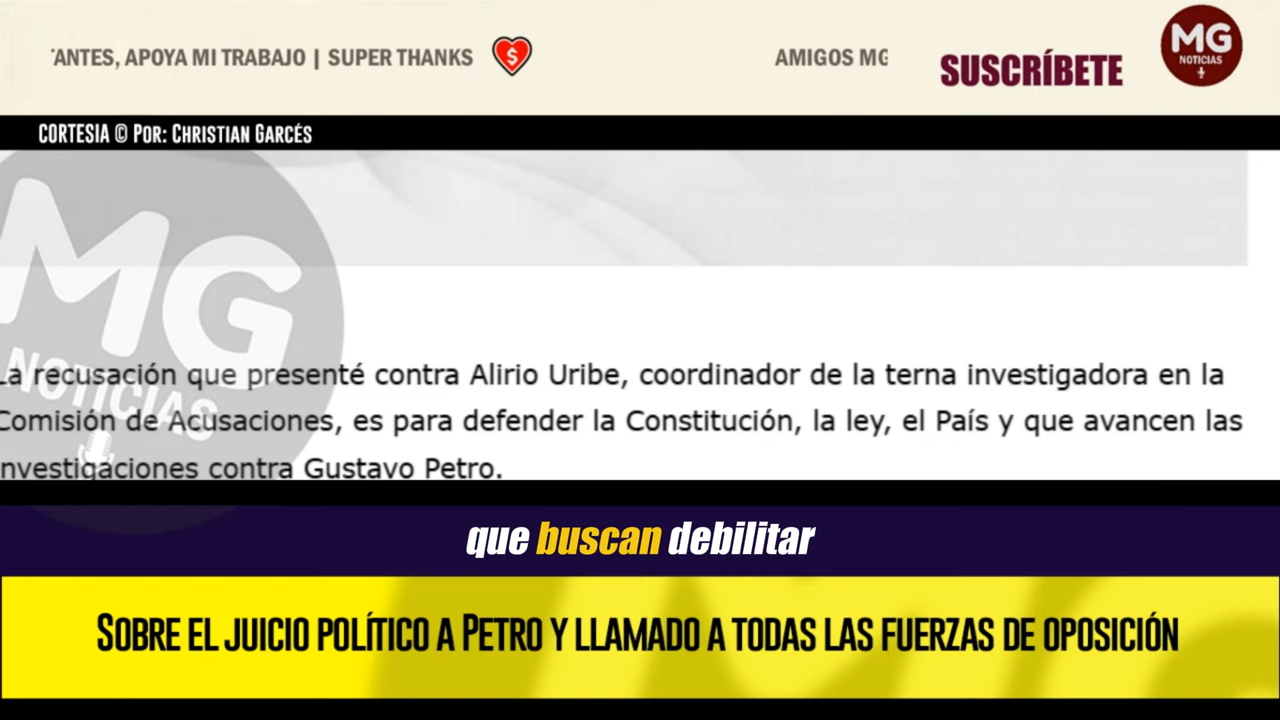 'ANTES, APOYA MI TRABAJO | SUPER THANKS
AMIGOS MG
SUSCRÍBETE
MG
NOTICIAS
CORTESIA © Por: Christian Garcés
MG
NOTICIAS
La recusación que presenté contra Alirio Uribe, coordinador de la terna investigadora en la
Comisión de Acusaciones, es para defender la Constitución, la ley, el País y que avancen las
investigaciones contra Gustavo Petro.
que buscan debilitar
Sobre el juicio político a Petro y llamado a todas las fuerzas de oposición